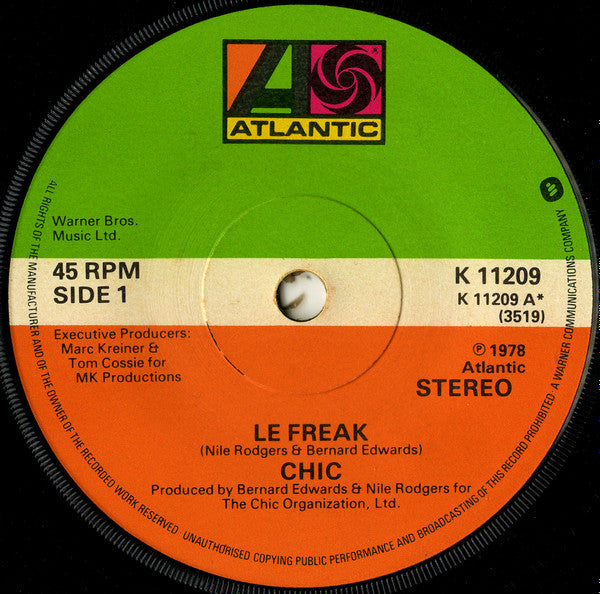 ATLANTIC
Warner Bros.
Music Ltd.
45 RPM
SIDE 1
K 11209
K 11209 A*
(3519)
Executive Producers:
Marc Kreiner &
Tom Cossie for
MK Productions
℗ 1978
Atlantic
STEREO
LE FREAK
(Nile Rodgers & Bernard Edwards)
CHIC
Produced by Bernard Edwards & Nile Rodgers for
The Chic Organization, Ltd.
ALL RIGHTS OF THE MANUFACTURER AND OF THE OWNER OF THE RECORDED WORK RESERVED · UNAUTHORISED COPYING PUBLIC PERFORMANCE AND BROADCASTING OF THIS RECORD PROHIBITED · A WARNER COMMUNICATIONS COMPANY